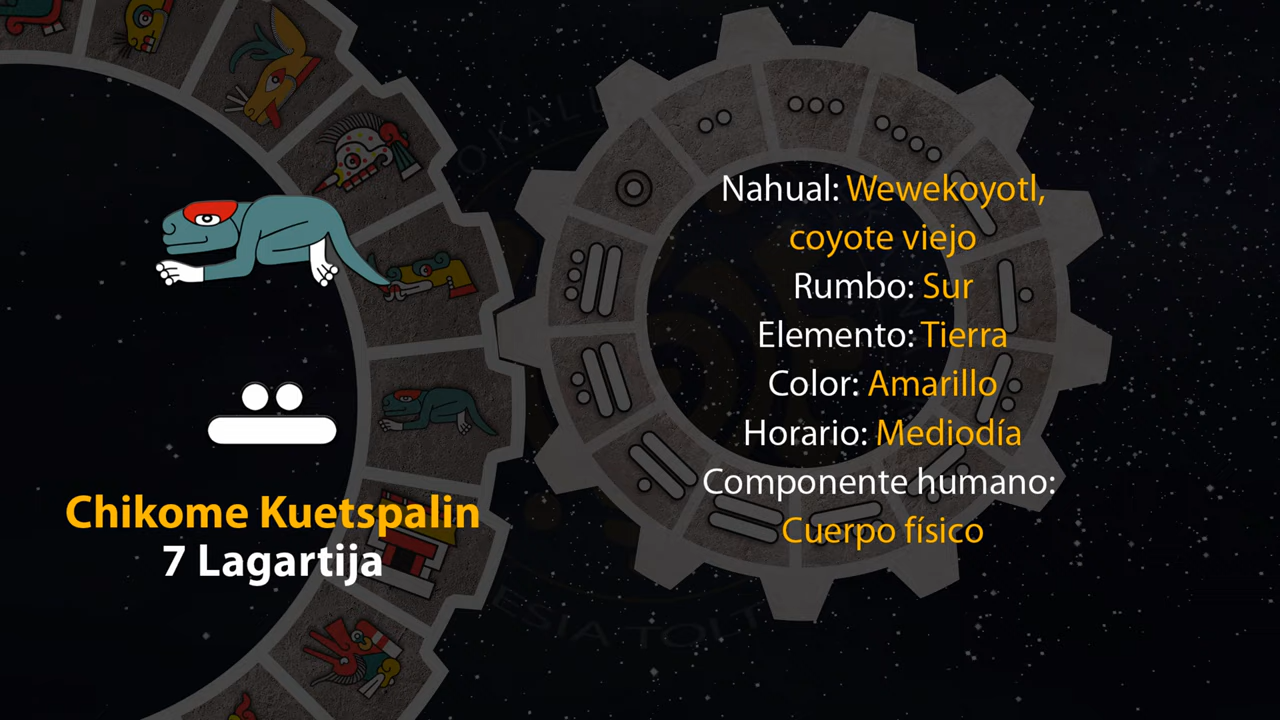 Chikome Kuetspalin
7 Lagartija
Nahual: Wewekoyotl,
coyote viejo
Rumbo: Sur
Elemento: Tierra
Color: Amarillo
Horario: Mediodía
Componente humano:
Cuerpo físico